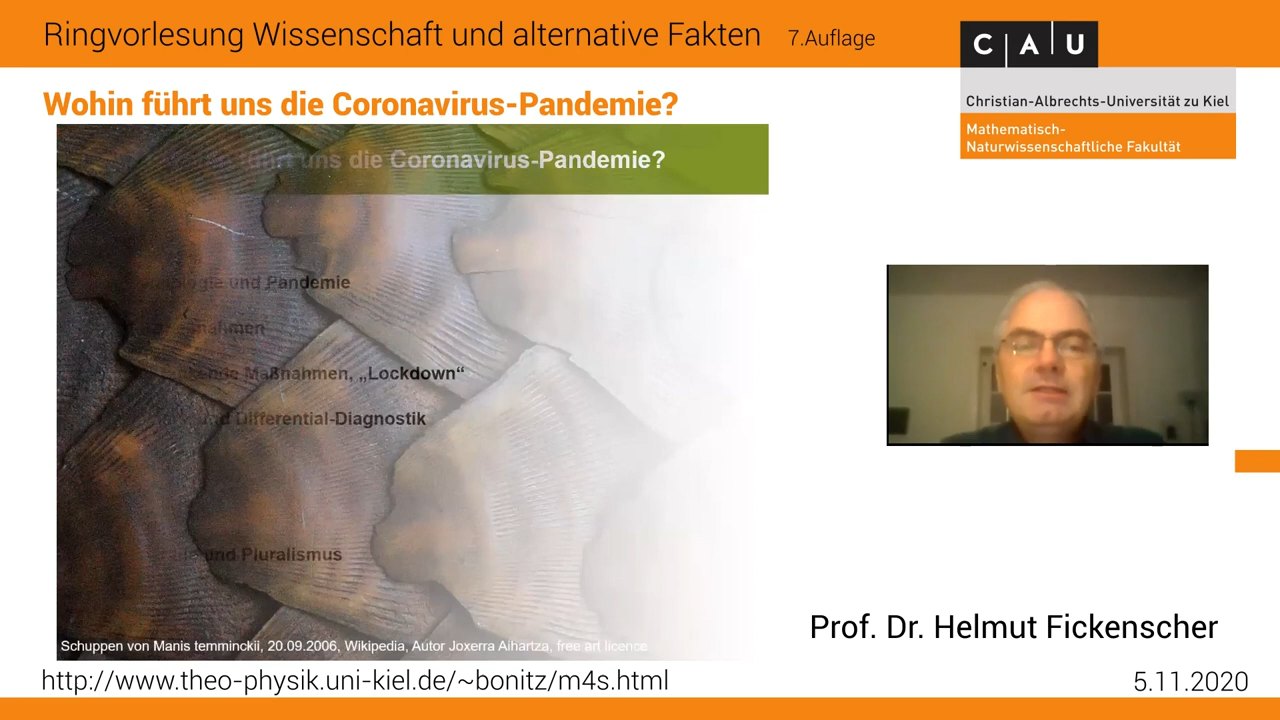 Ringvorlesung Wissenschaft und alternative Fakten 7.Auflage
C A U
Christian-Albrechts-Universität zu Kiel
Mathematisch-
Naturwissenschaftliche Fakultät
Wohin führt uns die Coronavirus-Pandemie?
führt uns die Coronavirus-Pandemie?
und Pandemie
Maßnahmen, „Lockdown“
und Differential-Diagnostik
und Pluralismus
Schuppen von Manis temminckii, 20.09.2006, Wikipedia, Autor Joxerra Aihartza, free art licence
Prof. Dr. Helmut Fickenscher
http://www.theo-physik.uni-kiel.de/~bonitz/m4s.html
5.11.2020